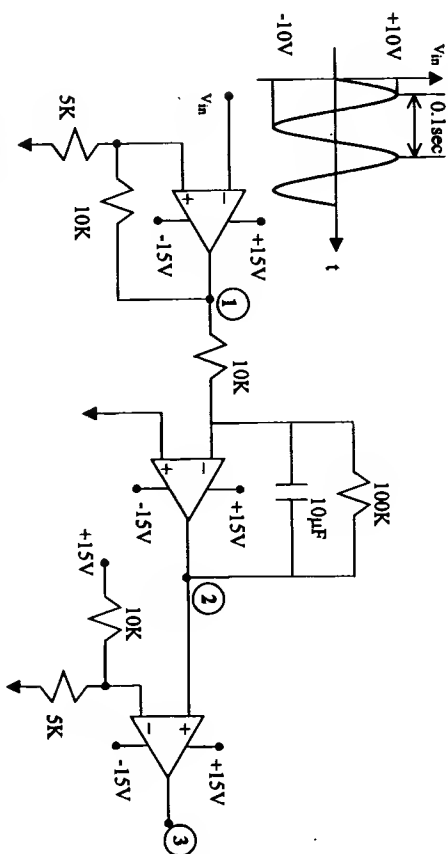 V_in
+10V
-10V
0.1sec
t
V_in
5K
10K
−
+
+15V
-15V
1
10K
100K
10µF
−
+
+15V
-15V
2
+15V
10K
5K
+
−
+15V
-15V
3